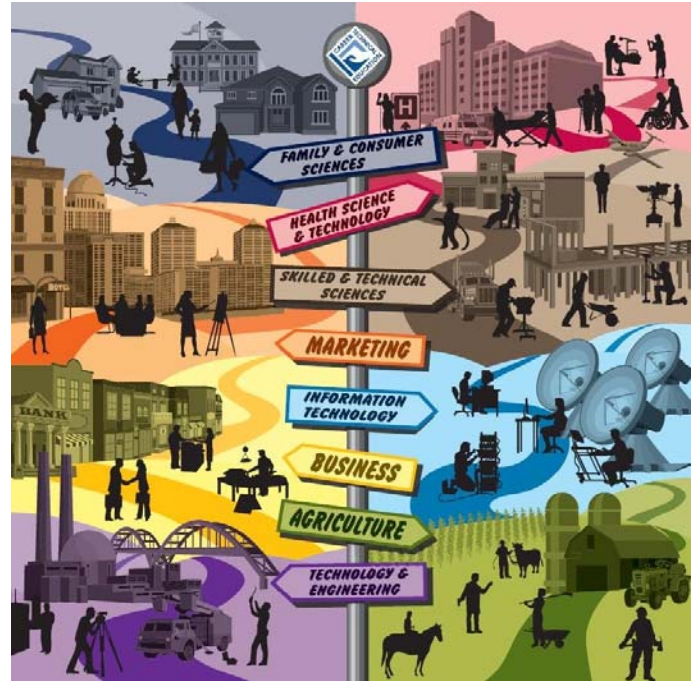 CAREER TECHNICAL
EDUCATION
H
FAMILY & CONSUMER
SCIENCES
HEALTH SCIENCE
& TECHNOLOGY
SKILLED & TECHNICAL
SCIENCES
HOTEL
MARKETING
INFORMATION
TECHNOLOGY
BANK
BUSINESS
AGRICULTURE
TECHNOLOGY &
ENGINEERING